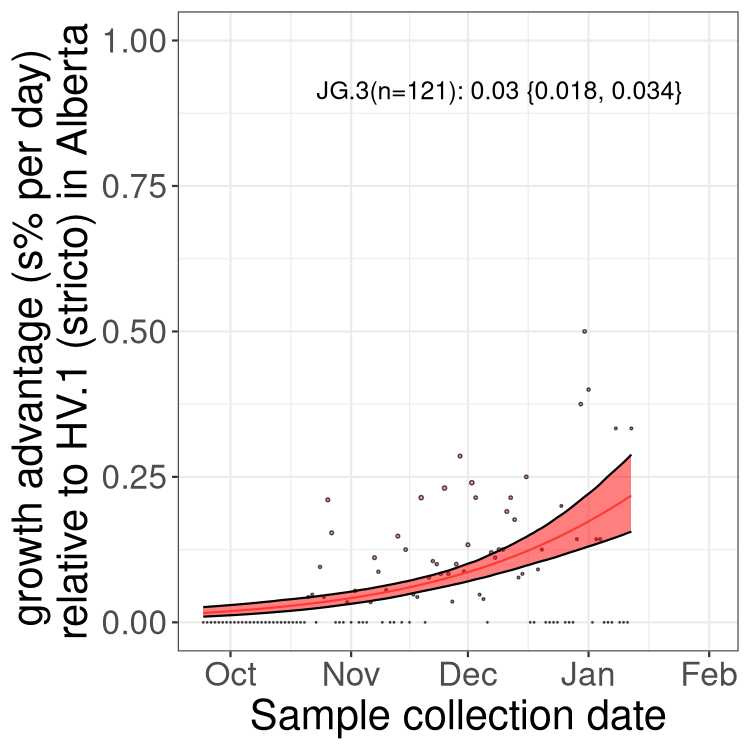 growth advantage (s% per day)
relative to HV.1 (stricto) in Alberta
1.00
0.75
0.50
0.25
0.00
JG.3(n=121): 0.03 {0.018, 0.034}
Oct Nov Dec Jan Feb
Sample collection date